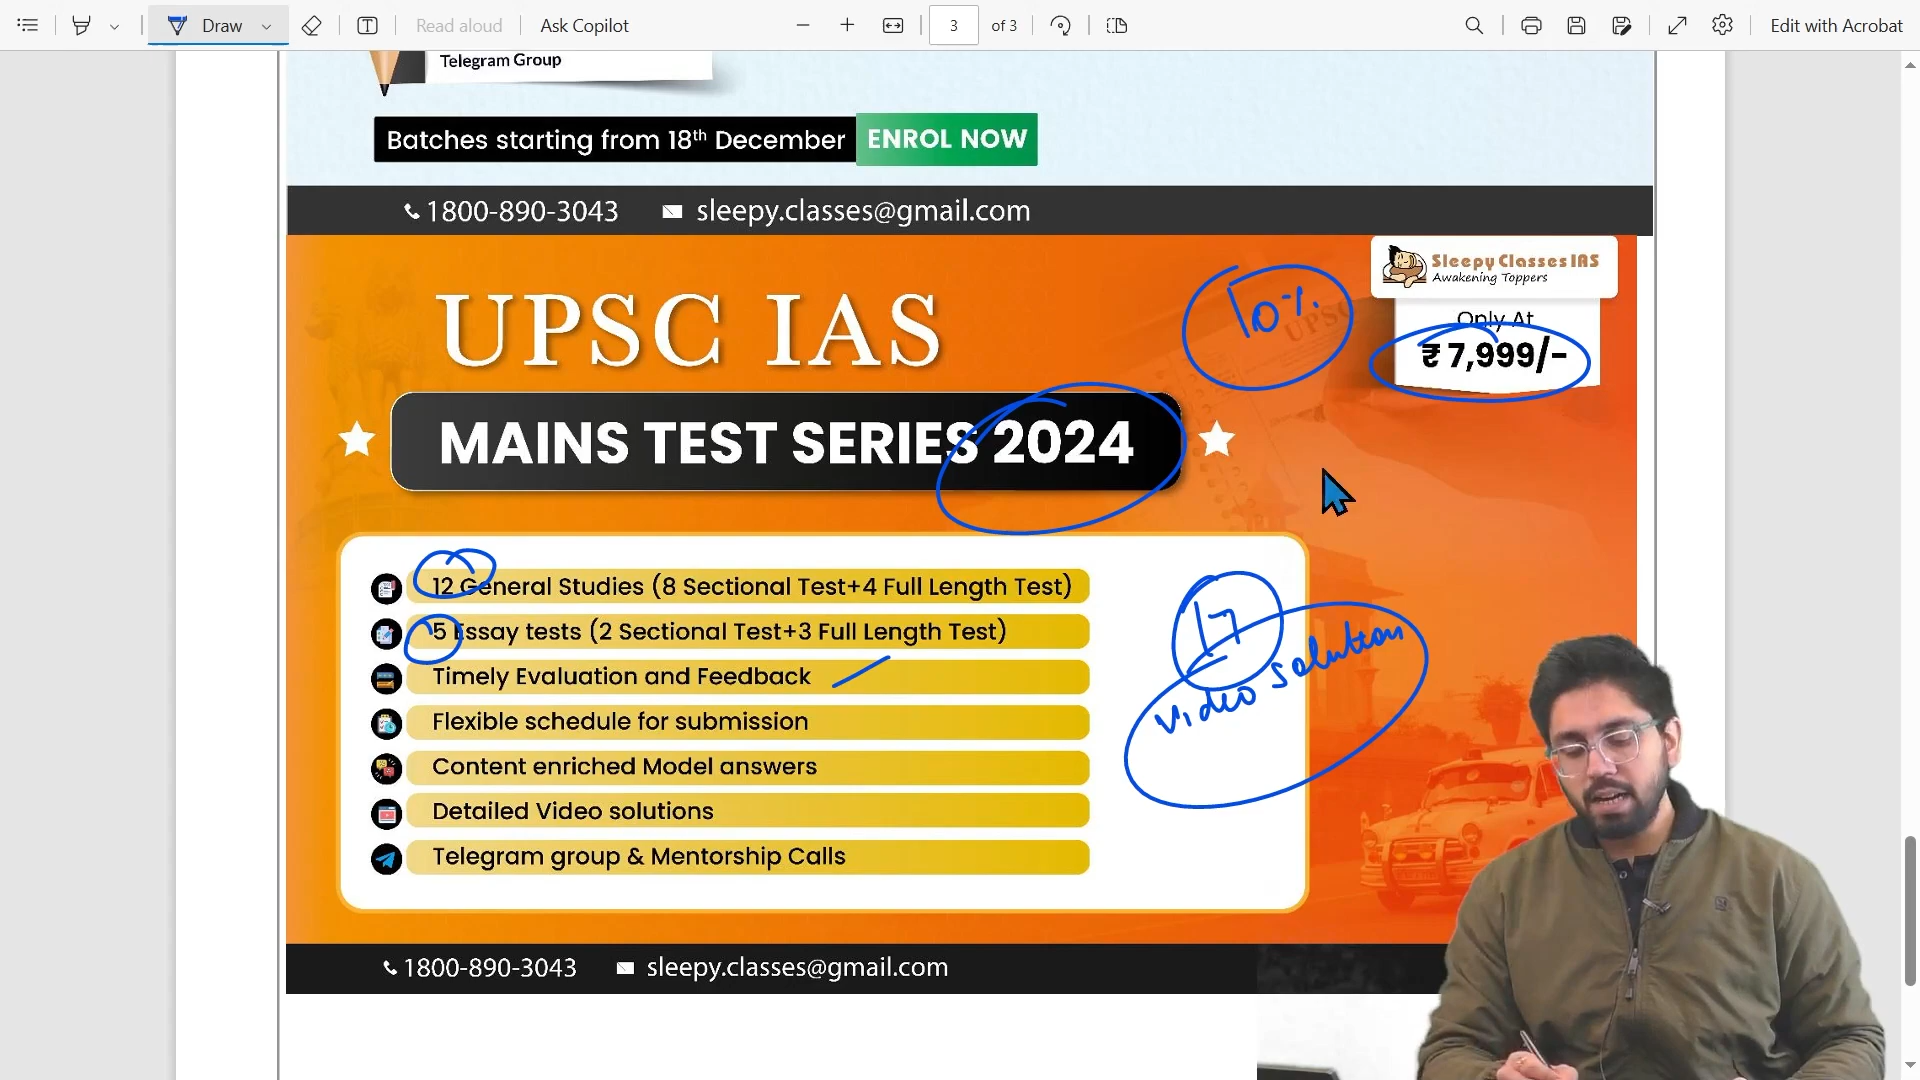 Draw
Read aloud
Ask Copilot
3
of 3
Edit with Acrobat
Telegram Group
Batches starting from 18th December
ENROL NOW
1800-890-3043
sleepy.classes@gmail.com
Sleepy Classes IAS
Awakening Toppers
UPSC IAS
10%
Only At
₹ 7,999/-
MAINS TEST SERIES 2024
12 General Studies (8 Sectional Test+4 Full Length Test)
5 Essay tests (2 Sectional Test+3 Full Length Test)
Timely Evaluation and Feedback
Flexible schedule for submission
Content enriched Model answers
Detailed Video solutions
Telegram group & Mentorship Calls
17
video solution
1800-890-3043
sleepy.classes@gmail.com
UPSC